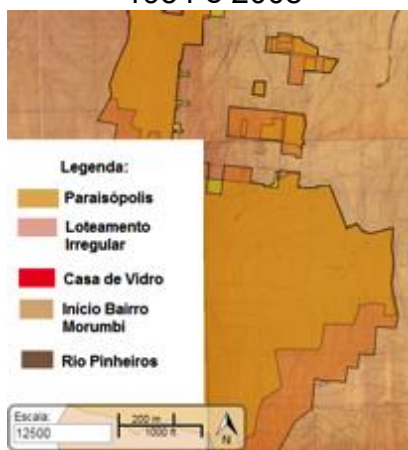 Legenda:
Paraisópolis
Loteamento
Irregular
Casa de Vidro
Início Bairro
Morumbi
Rio Pinheiros
Escala:
12500
200 m
1000 ft
N